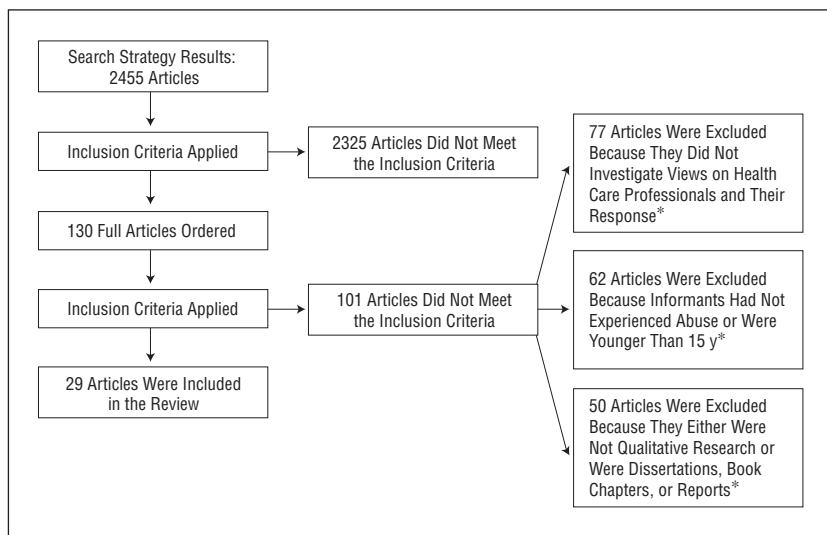 Search Strategy Results:
2455 Articles
Inclusion Criteria Applied
2325 Articles Did Not Meet
the Inclusion Criteria
130 Full Articles Ordered
Inclusion Criteria Applied
101 Articles Did Not Meet
the Inclusion Criteria
29 Articles Were Included
in the Review
77 Articles Were Excluded
Because They Did Not
Investigate Views on Health
Care Professionals and Their
Response*
62 Articles Were Excluded
Because Informants Had Not
Experienced Abuse or Were
Younger Than 15 y*
50 Articles Were Excluded
Because They Either Were
Not Qualitative Research or
Were Dissertations, Book
Chapters, or Reports*